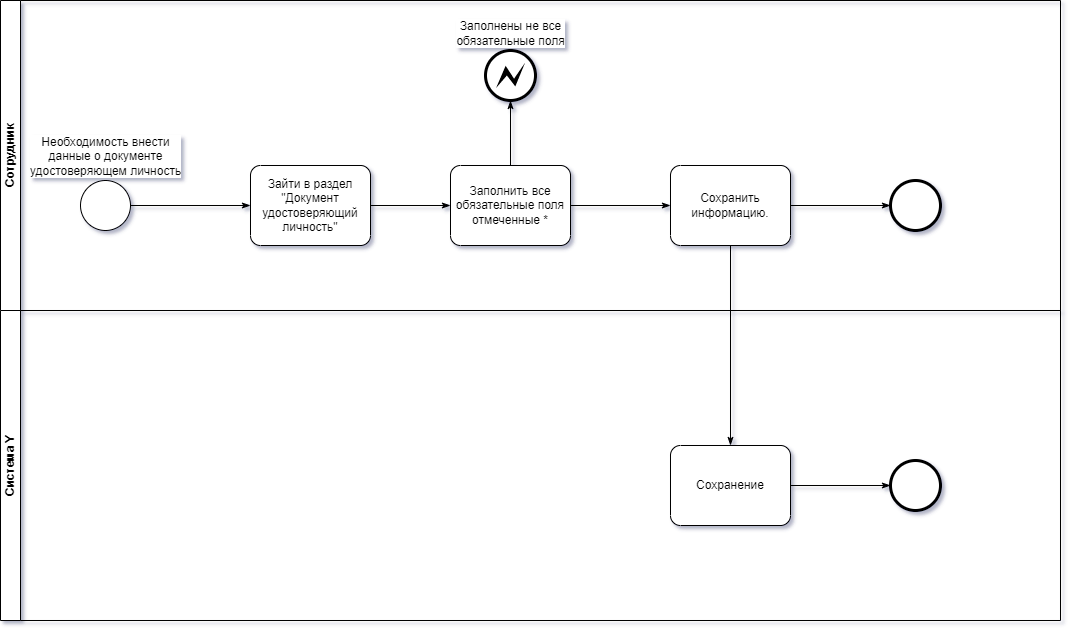 Сотрудник
Заполнены не все
обязательные поля
Необходимость внести
данные о документе
удостоверяющем личность
Зайти в раздел
"Документ
удостоверяющий
личность"
Заполнить все
обязательные поля
отмеченные *
Сохранить
информацию.
Система Y
Сохранение